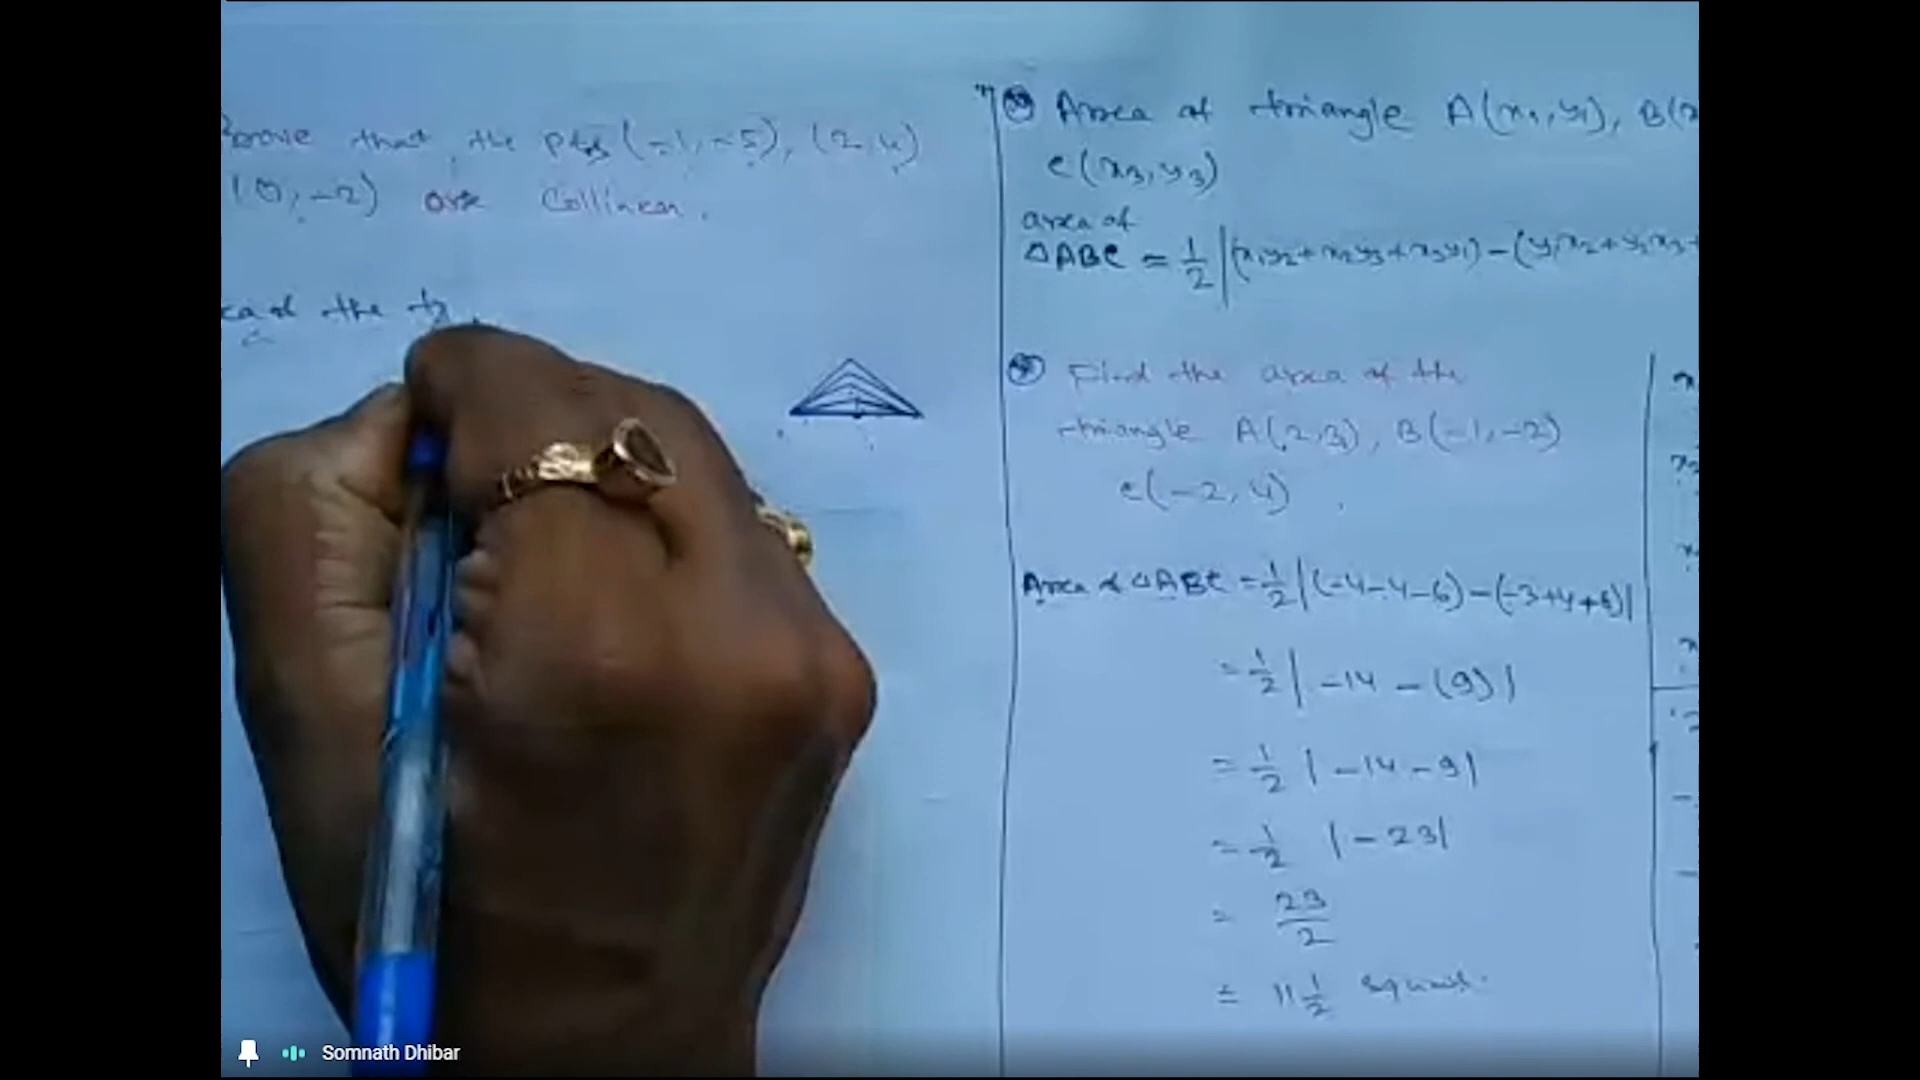 Prove that the pts (-1, -5), (2, 4)
(0, -2) are Collinear.
of the
Area of triangle A(x₁, y₁), B(
C(x₃, y₃)
area of
△ABC = 1/2 |(x₁y₂+x₂y₃+x₃y₁)-(y₁x₂+y₂x₃+
Find the area of the
triangle A(2,3), B(-1,-2)
C(-2, 4)
Area of △ABC = 1/2 |(-4-4-6)-(-3+4+8)|
= 1/2 | -14 - (9) |
= 1/2 | -14 - 9 |
= 1/2 | -23 |
= 23/2
= 11 1/2 squnit.
Somnath Dhibar